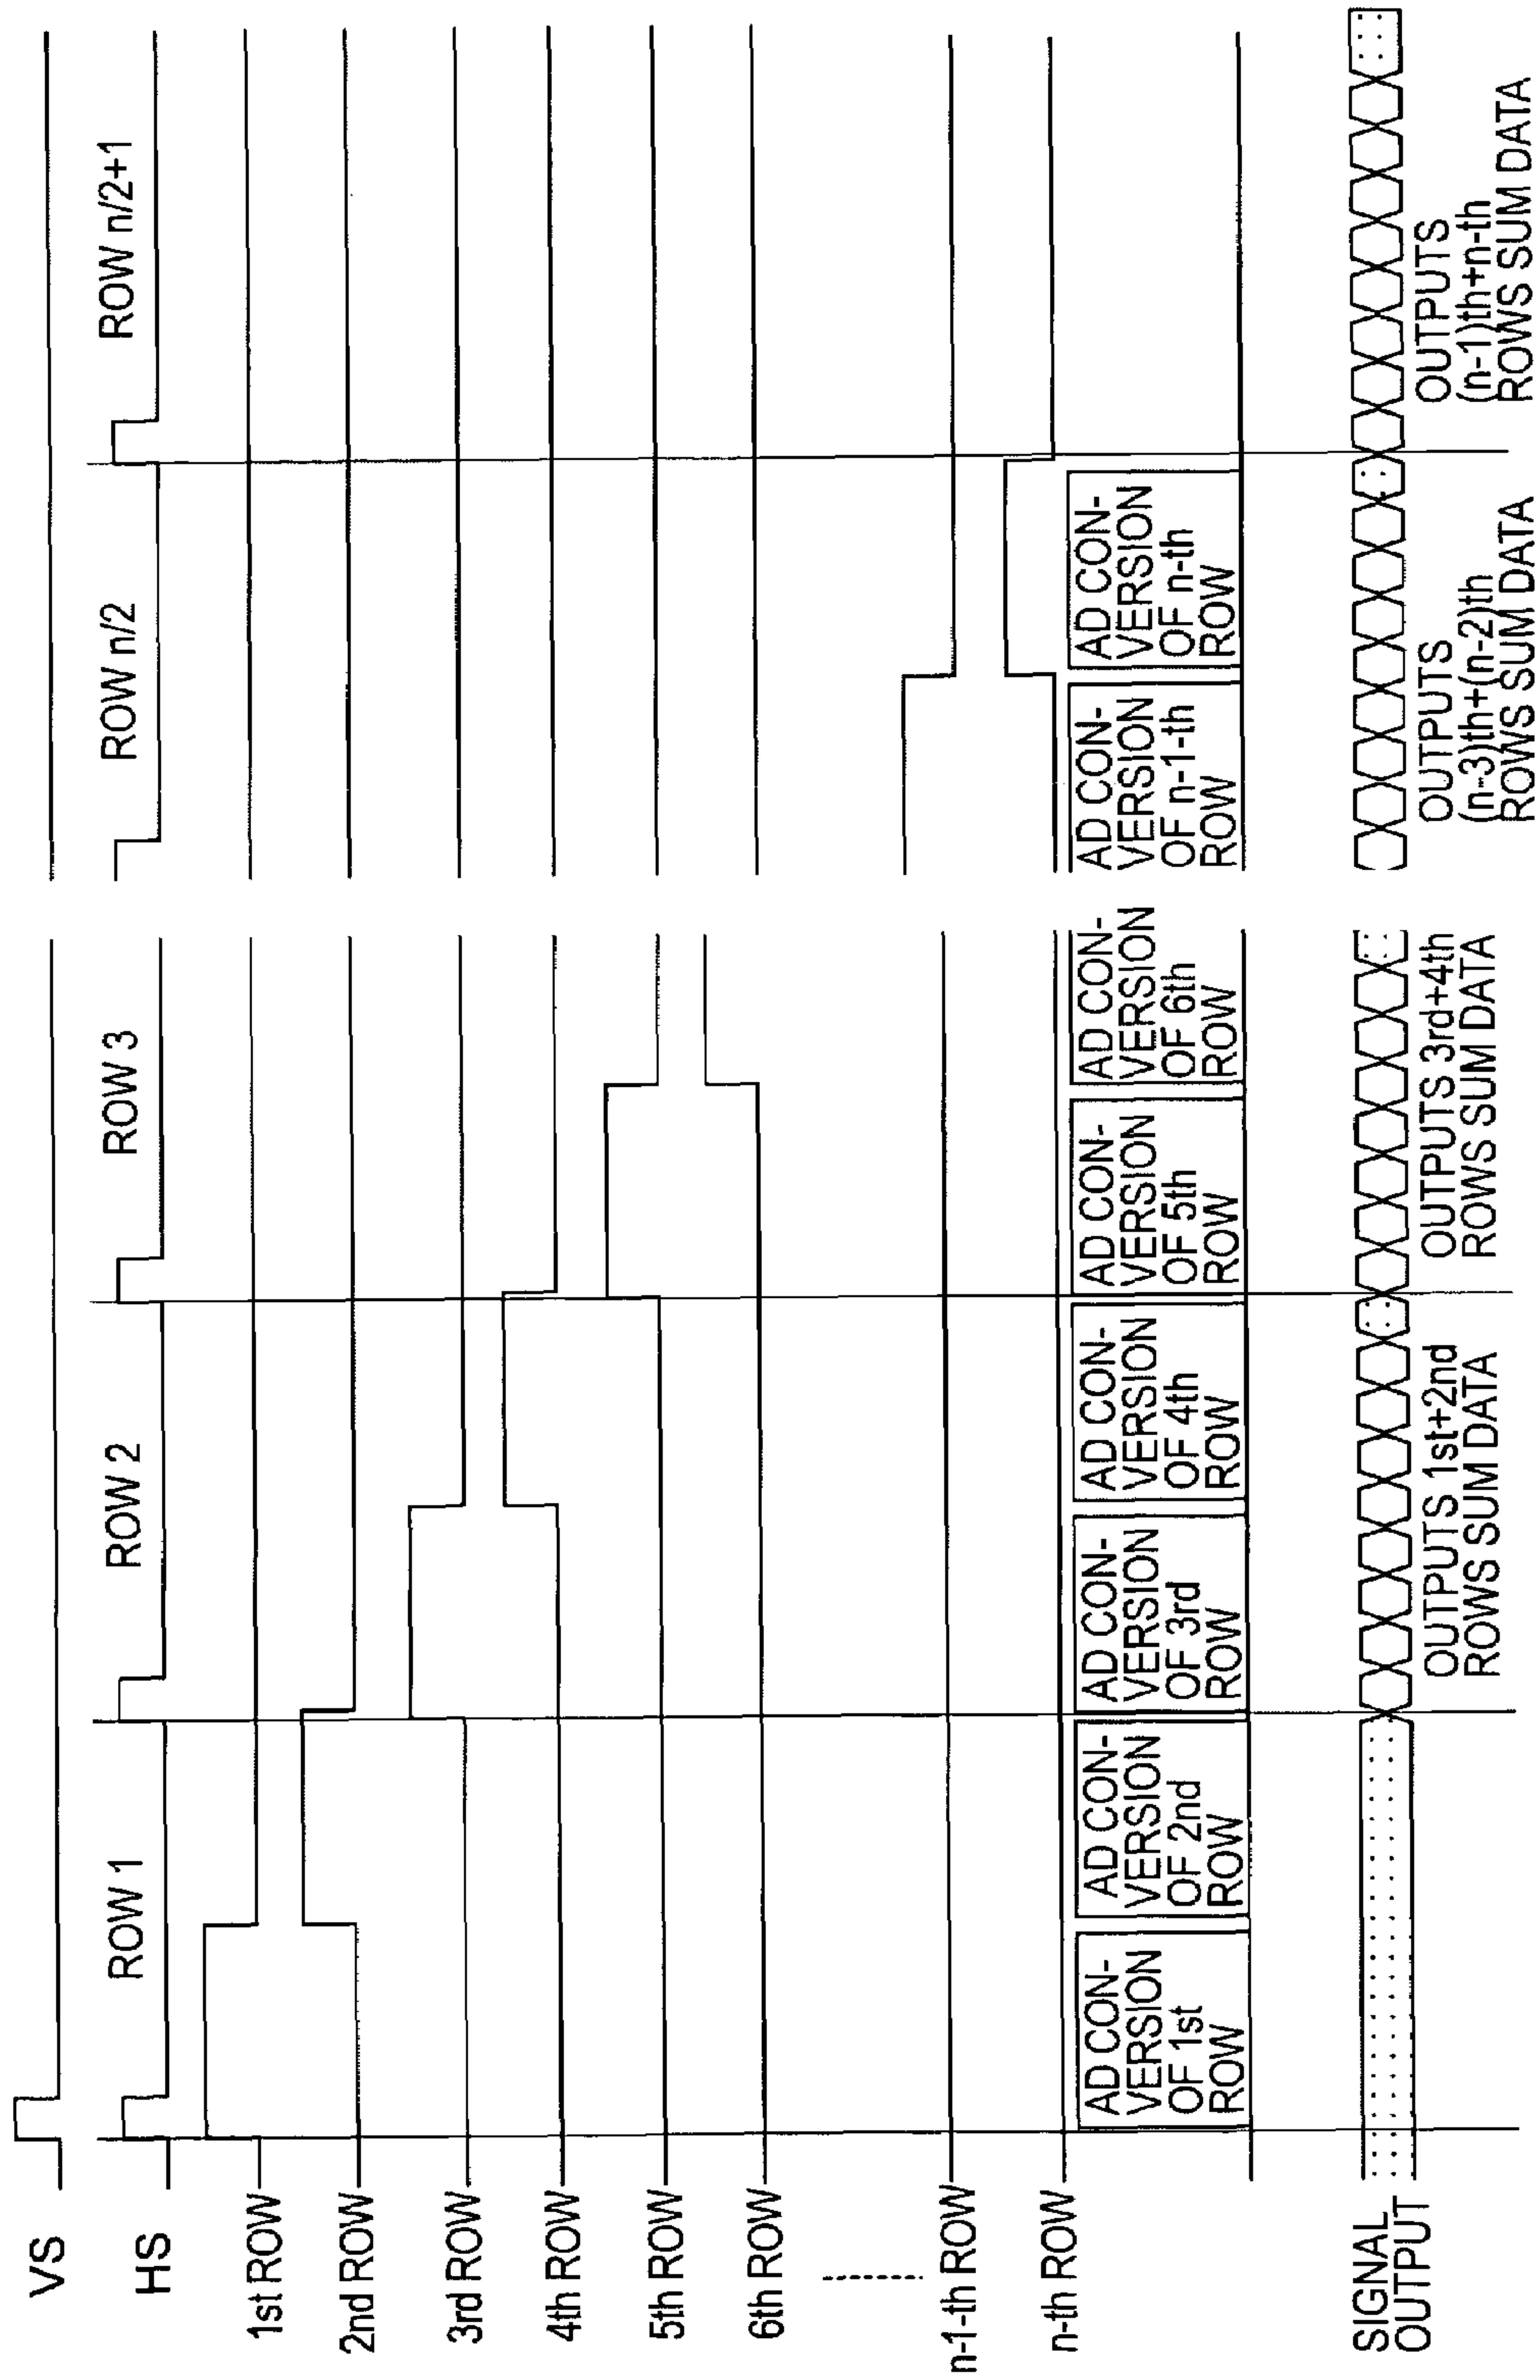 VS
HS
ROW 1
ROW 2
ROW 3
ROW n/2
ROW n/2+1
1st ROW
2nd ROW
3rd ROW
4th ROW
5th ROW
6th ROW
n-1-th ROW
n-th ROW
AD CON-
VERSION
OF 1st
ROW
AD CON-
VERSION
OF 2nd
ROW
AD CON-
VERSION
OF 3rd
ROW
AD CON-
VERSION
OF 4th
ROW
AD CON-
VERSION
OF 5th
ROW
AD CON-
VERSION
OF 6th
ROW
AD CON-
VERSION
OF n-1-th
ROW
AD CON-
VERSION
OF n-th
ROW
SIGNAL
OUTPUT
OUTPUTS 1st+2nd
ROWS SUM DATA
OUTPUTS 3rd+4th
ROWS SUM DATA
OUTPUTS
(n-3)th+(n-2)th
ROWS SUM DATA
OUTPUTS
(n-1)th+n-th
ROWS SUM DATA